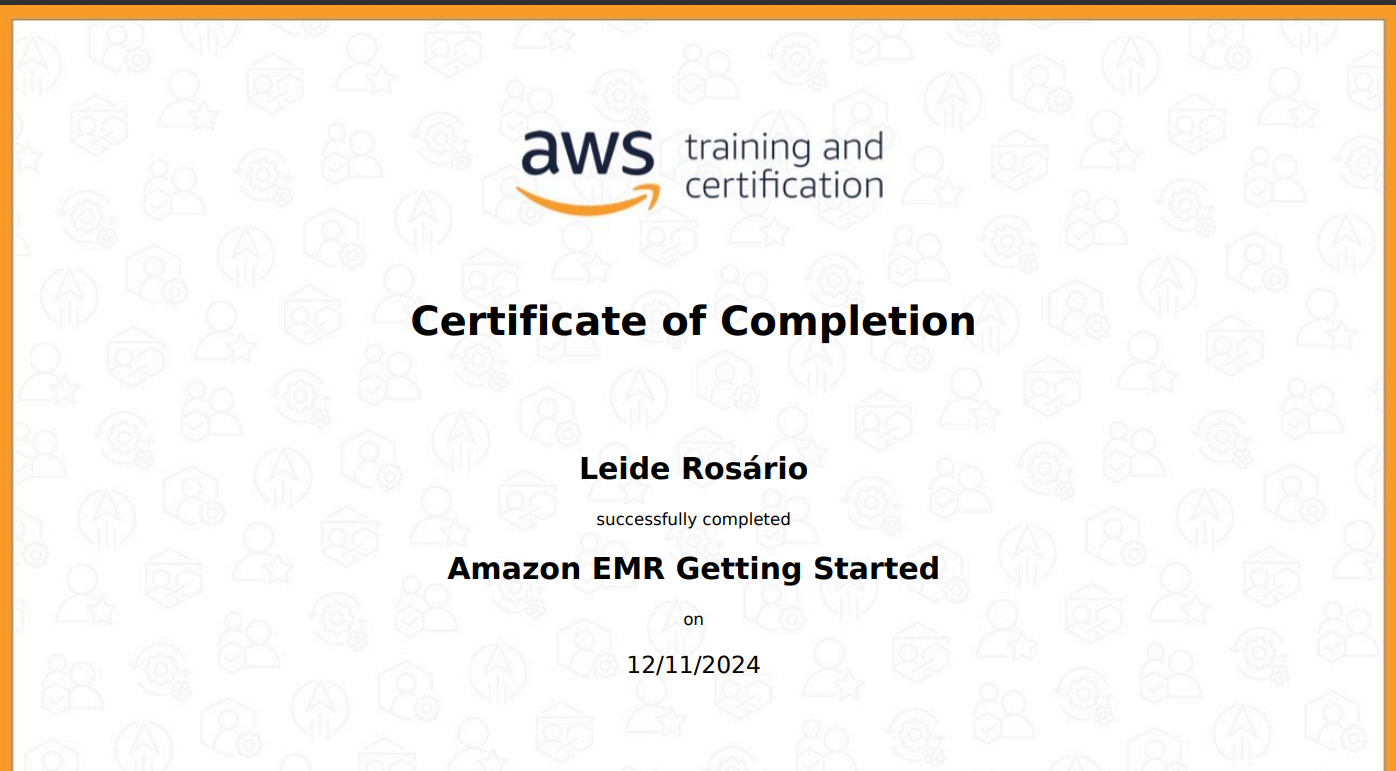 aws training and
certification
Certificate of Completion
Leide Rosário
successfully completed
Amazon EMR Getting Started
on
12/11/2024